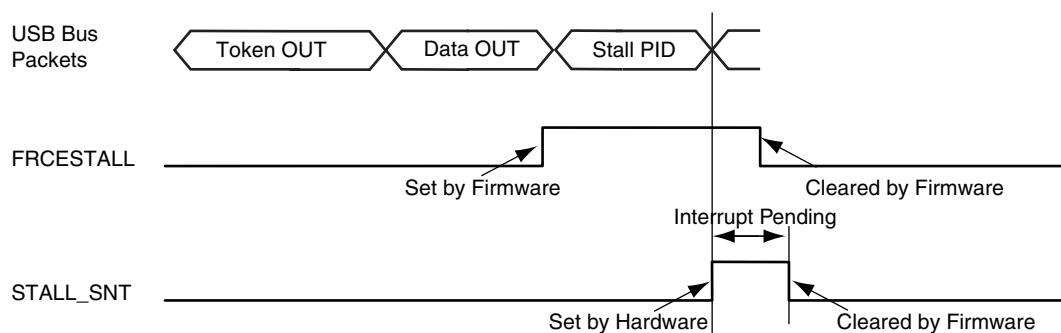 USB Bus
Packets
Token OUT
Data OUT
Stall PID
FRCESTALL
Set by Firmware
Cleared by Firmware
Interrupt Pending
STALL_SNT
Set by Hardware
Cleared by Firmware